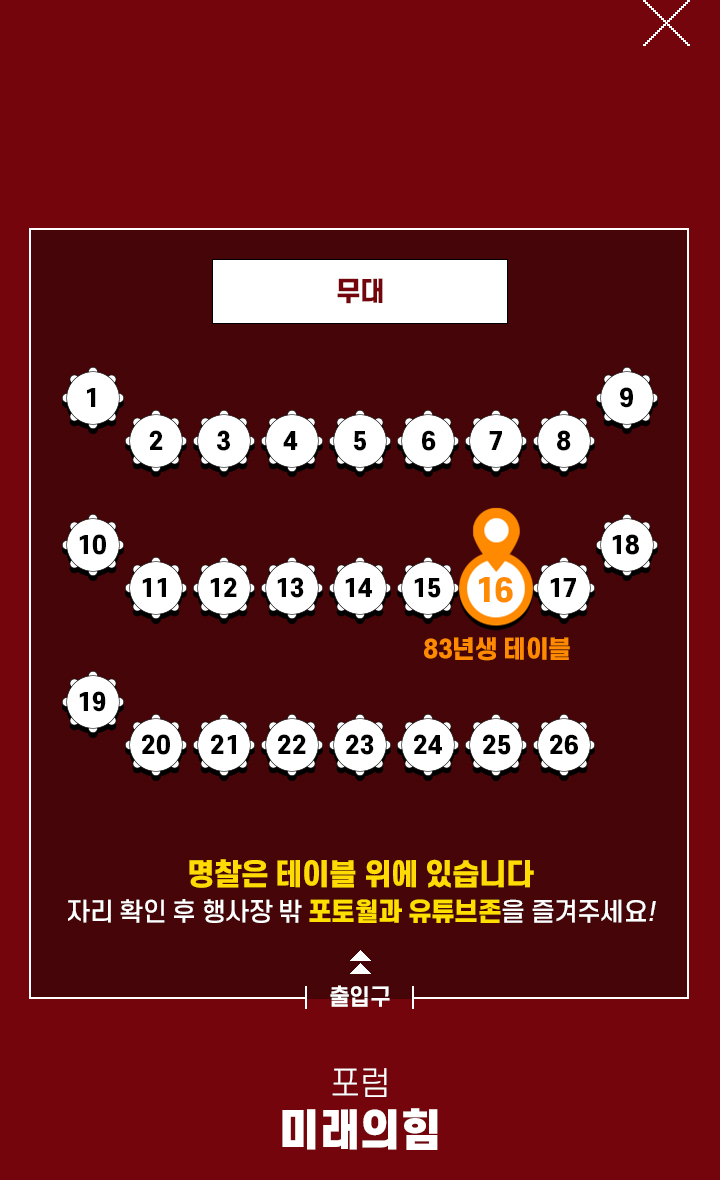 무대
1 9
2 3 4 5 6 7 8
10 18
11 12 13 14 15 16 17
83년생 테이블
19
20 21 22 23 24 25 26
명찰은 테이블 위에 있습니다
자리 확인 후 행사장 밖 포토월과 유튜브존을 즐겨주세요!
출입구
포럼
미래의힘